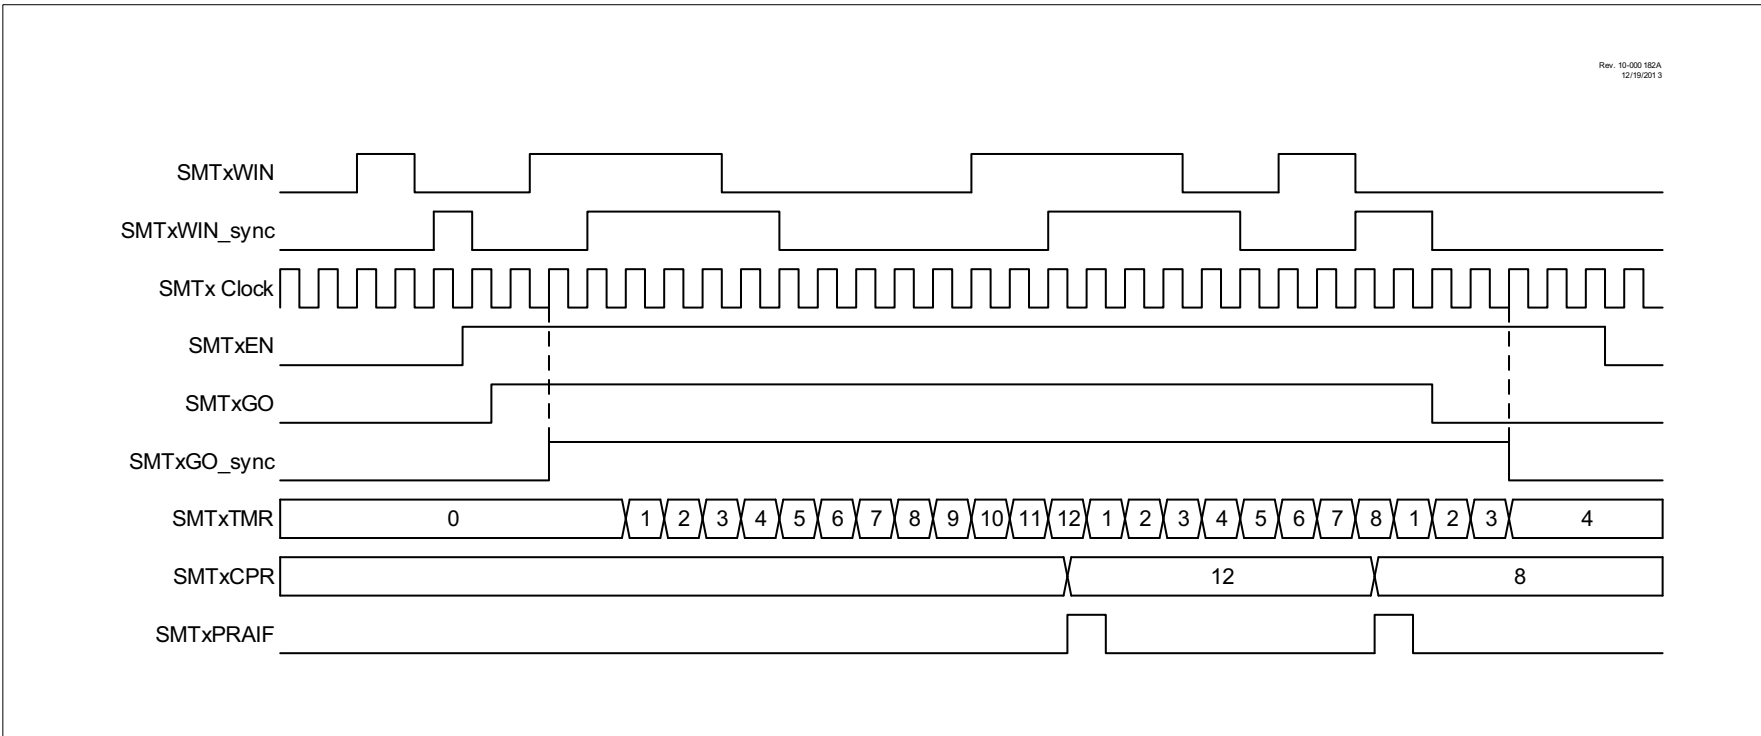 Rev. 10-000 182A
12/19/201 3
SMTxWIN
SMTxWIN_sync
SMTx Clock
SMTxEN
SMTxGO
SMTxGO_sync
SMTxTMR 0 1 2 3 4 5 6 7 8 9 10 11 12 1 2 3 4 5 6 7 8 1 2 3 4
SMTxCPR 12 8
SMTxPRAIF